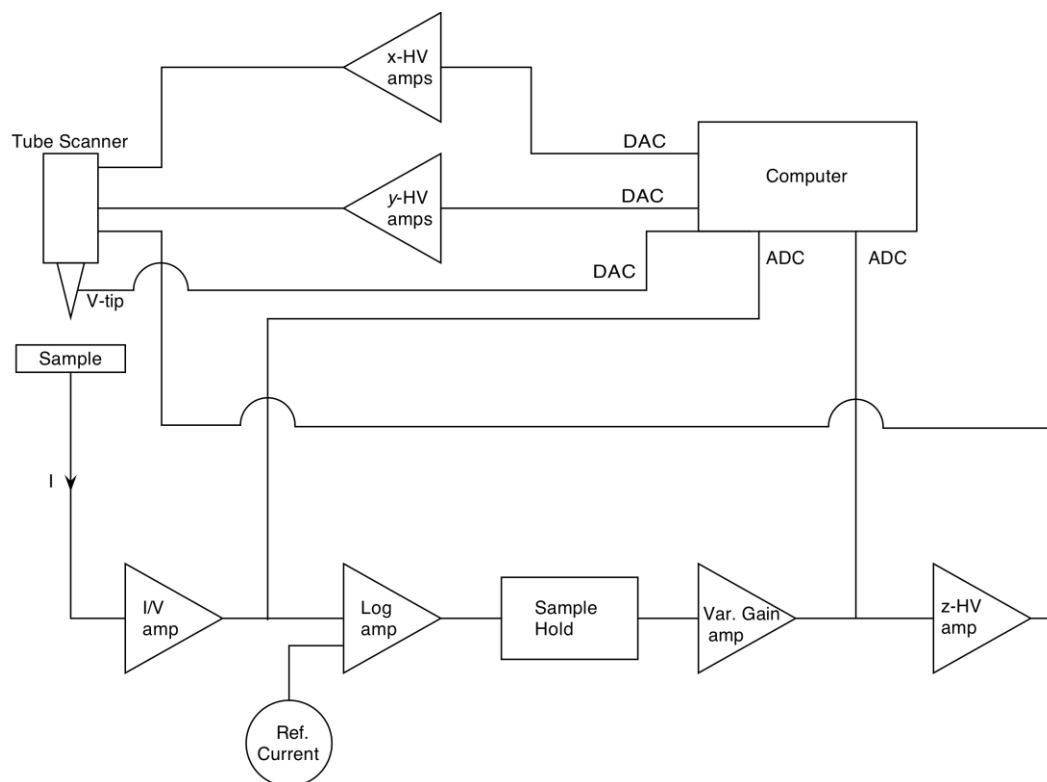 x-HV
amps
Tube Scanner
DAC
Computer
y-HV
amps
DAC
ADC
ADC
DAC
V-tip
Sample
I
I/V
amp
Log
amp
Sample
Hold
Var. Gain
amp
z-HV
amp
Ref.
Current